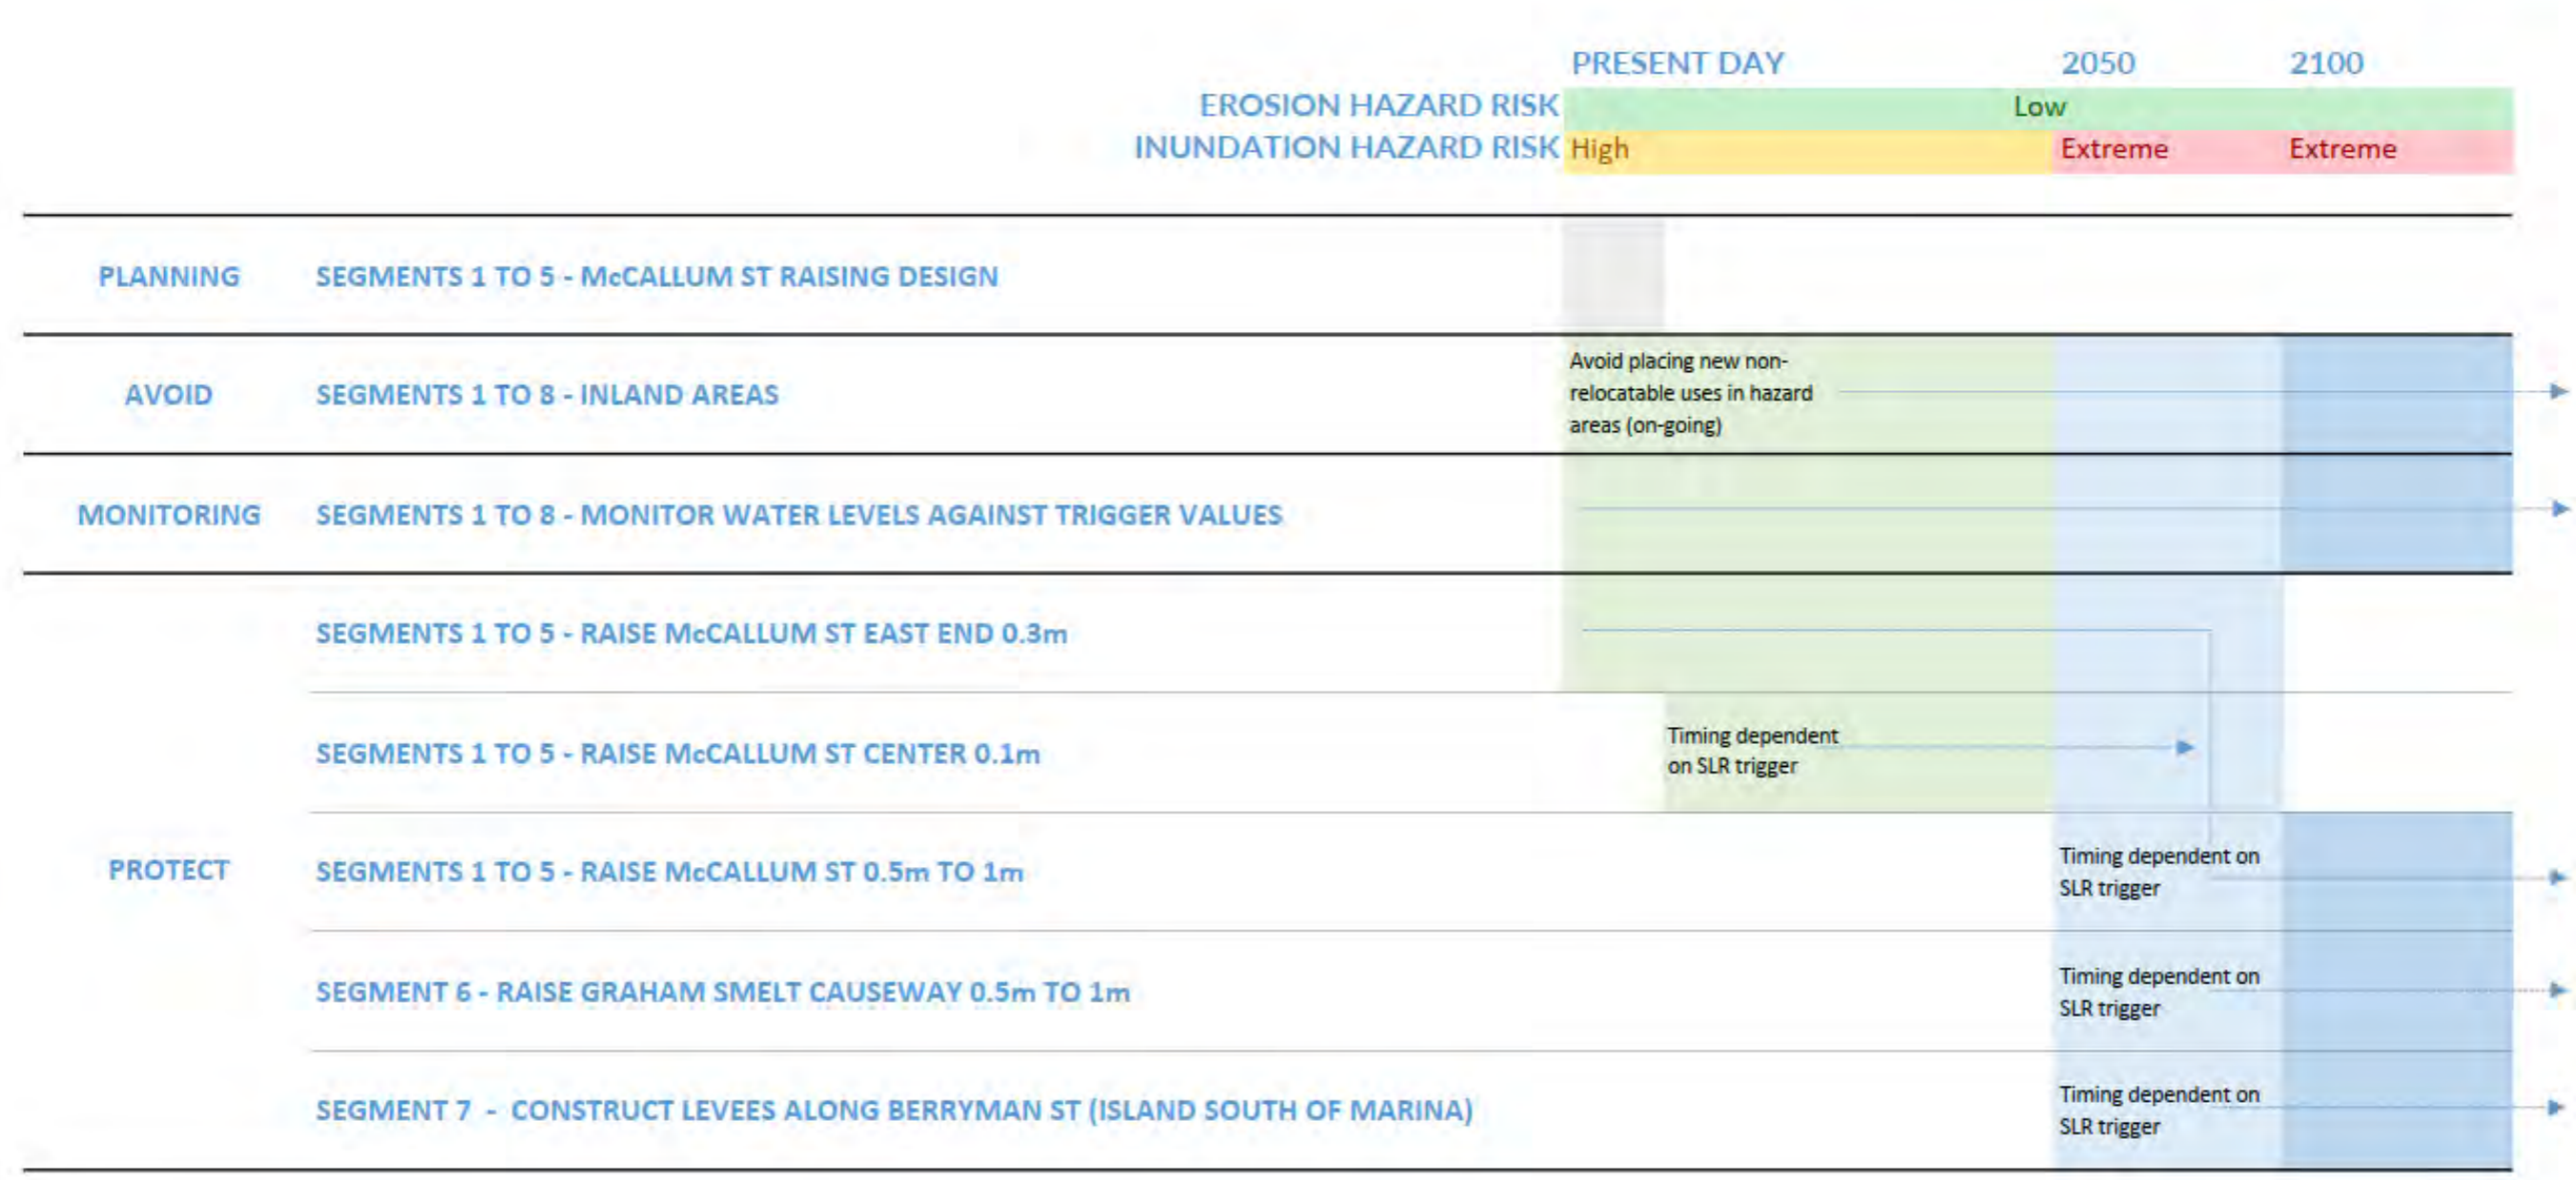 PRESENT DAY 2050 2100
EROSION HAZARD RISK Low
INUNDATION HAZARD RISK High Extreme Extreme
PLANNING SEGMENTS 1 TO 5 - McCALLUM ST RAISING DESIGN
AVOID SEGMENTS 1 TO 8 - INLAND AREAS
Avoid placing new non-
relocatable uses in hazard
areas (on-going)
MONITORING SEGMENTS 1 TO 8 - MONITOR WATER LEVELS AGAINST TRIGGER VALUES
PROTECT
SEGMENTS 1 TO 5 - RAISE McCALLUM ST EAST END 0.3m
SEGMENTS 1 TO 5 - RAISE McCALLUM ST CENTER 0.1m
Timing dependent
on SLR trigger
SEGMENTS 1 TO 5 - RAISE McCALLUM ST 0.5m TO 1m
Timing dependent on
SLR trigger
SEGMENT 6 - RAISE GRAHAM SMELT CAUSEWAY 0.5m TO 1m
Timing dependent on
SLR trigger
SEGMENT 7 - CONSTRUCT LEVEES ALONG BERRYMAN ST (ISLAND SOUTH OF MARINA)
Timing dependent on
SLR trigger